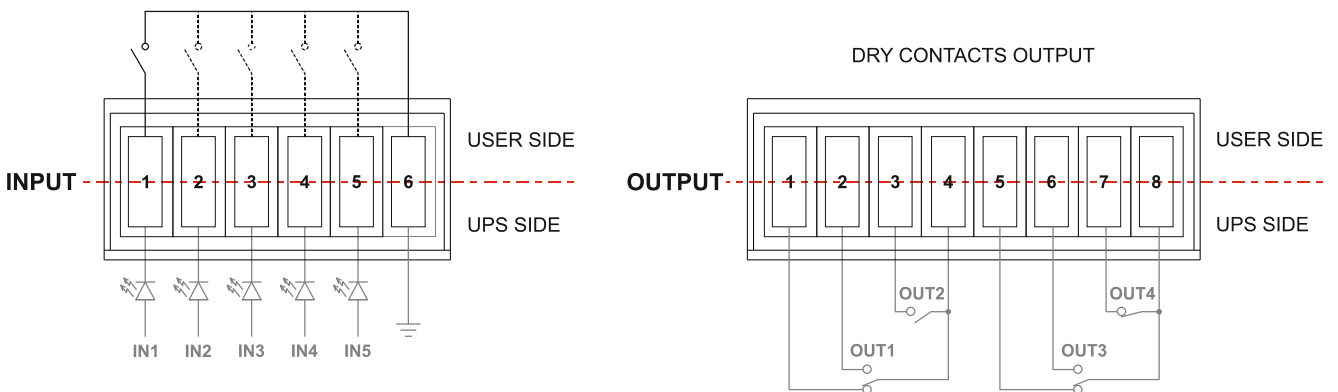 DRY CONTACTS OUTPUT
USER SIDE
USER SIDE
INPUT 1 2 3 4 5 6
OUTPUT 1 2 3 4 5 6 7 8
UPS SIDE
UPS SIDE
OUT2 OUT4
IN1 IN2 IN3 IN4 IN5
OUT1 OUT3